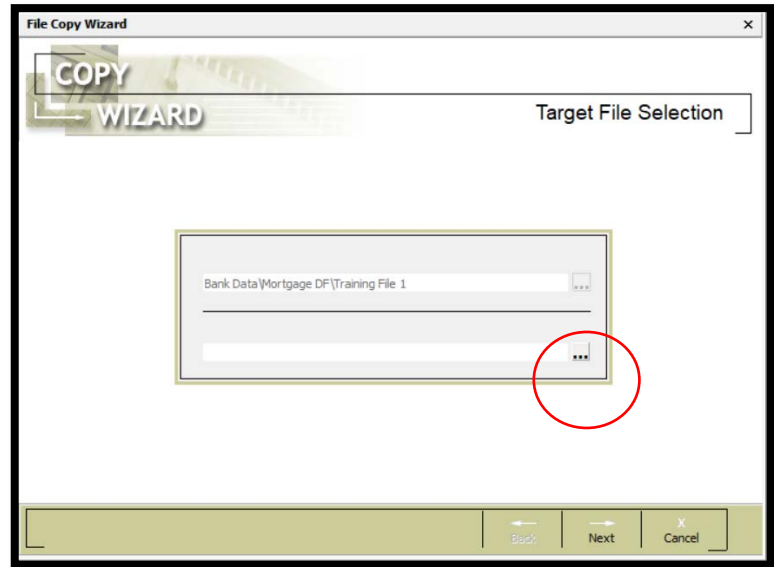 File Copy Wizard x
COPY
WIZARD
Target File Selection
Bank Data\Mortgage DF\Training File 1
...
...
Back Next X Cancel